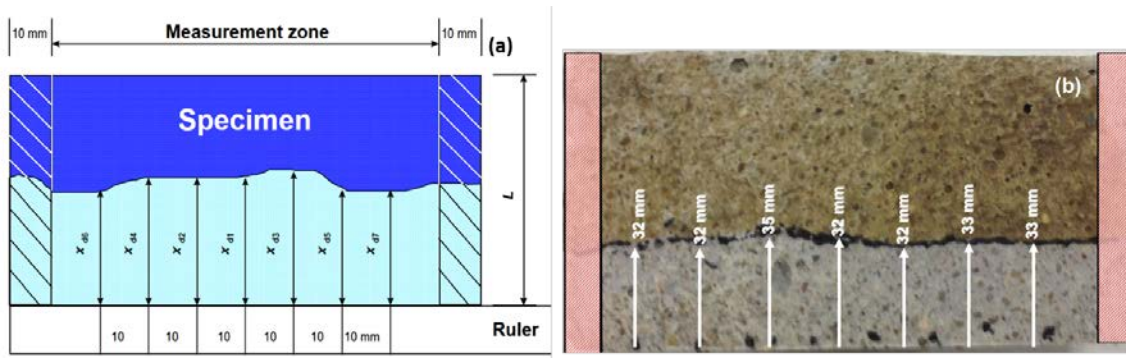 10 mm
Measurement zone
10 mm
(a)
Specimen
L
X d6
X d4
X d2
X d1
X d3
X d5
X d7
10
10
10
10
10
10 mm
Ruler
(b)
32 mm
32 mm
35 mm
32 mm
32 mm
33 mm
33 mm